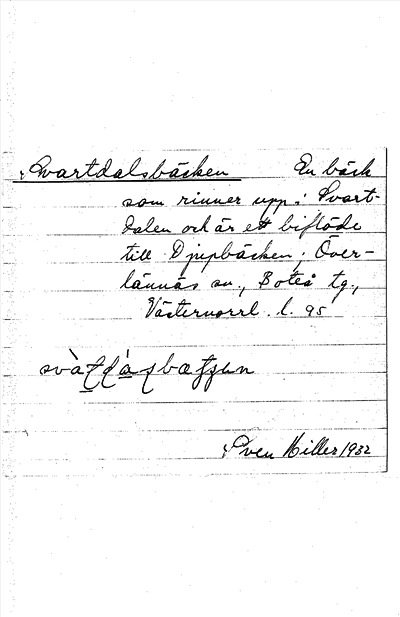 Svartdalsbäcken En bäck
som rinner upp i Svart-
dalen och är ett biflöde
till Djupbäcken; Över-
lännäs sn., Boteå tg.,
Västernorrl. l. 95
Sven Hiller 1932